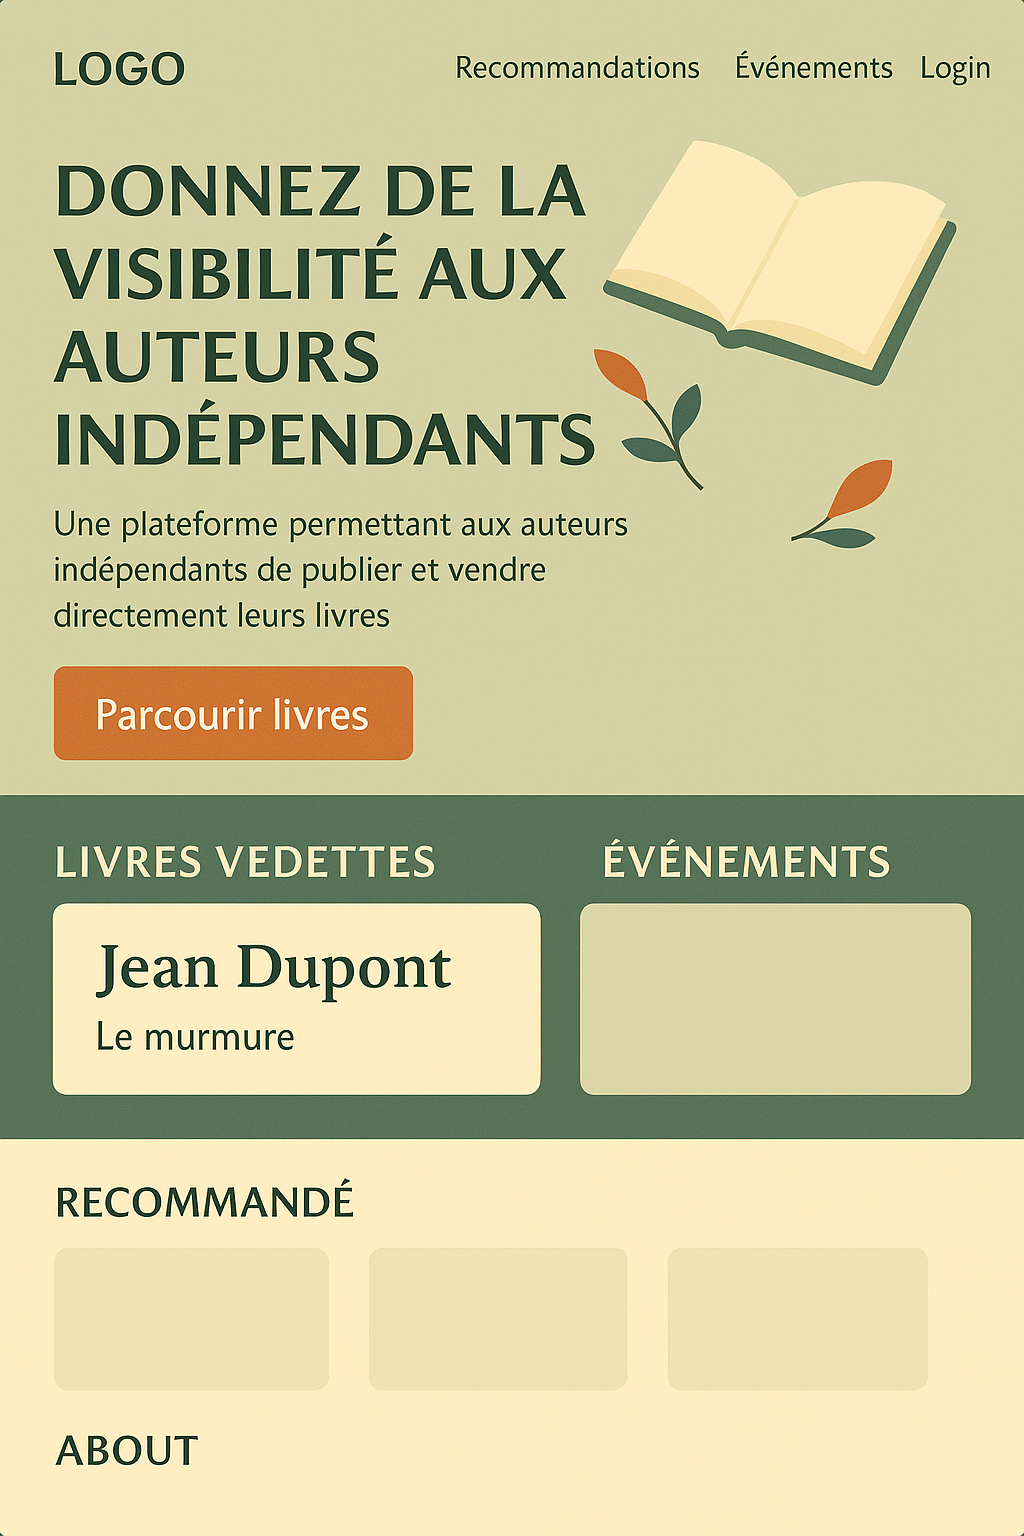 LOGO
Recommandations
Événements
Login
DONNEZ DE LA
VISIBILITÉ AUX
AUTEURS
INDÉPENDANTS
Une plateforme permettant aux auteurs
indépendants de publier et vendre
directement leurs livres
Parcourir livres
LIVRES VEDETTES
Jean Dupont
Le murmure
ÉVÉNEMENTS
RECOMMANDÉ
ABOUT